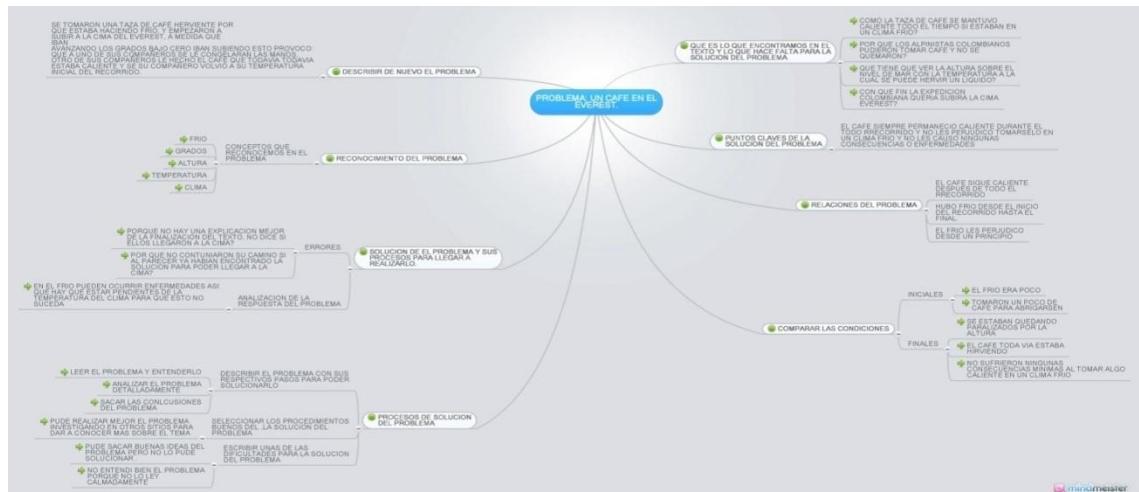 SE TOMARON UNA TAZA DE CAFE HERVIENTE POR
QUE ESTABA HACIENDO FRIO, Y EMPEZARON A
SUBIR A LA CIMA DEL EVEREST, A MEDIDA QUE
IBAN
AVANZANDO LOS GRADOS BAJO CERO IBAN SUBIENDO ESTO PROVOCO:
QUE A UNO DE SUS COMPAÑEROS SE LE CONGELARAN LAS MANOS,
OTRO DE SUS COMPAÑEROS LE HECHO EL CAFE QUE TODAVIA TODAVIA
ESTABA CALIENTE Y SE SU COMPAÑERO VOLVIO A SU TEMPERATURA
INICIAL DEL RECORRIDO.
DESCRIBIR DE NUEVO EL PROBLEMA
PROBLEMA: UN CAFE EN EL
EVEREST.
QUE ES LO QUE ENCONTRAMOS EN EL
TEXTO Y LO QUE HACE FALTA PARA LA
SOLUCION DEL PROBLEMA
COMO LA TAZA DE CAFE SE MANTUVO
CALIENTE TODO EL TIEMPO SI ESTABAN EN
UN CLIMA FRIO?
POR QUE LOS ALPINISTAS COLOMBIANOS
PUDIERON TOMAR CAFE Y NO SE
QUEMARON?
QUE TIENE QUE VER LA ALTURA SOBRE EL
NIVEL DE MAR CON LA TEMPERATURA A LA
CUAL SE PUEDE HERVIR UN LIQUIDO?
CON QUE FIN LA EXPEDICION
COLOMBIANA QUERIA SUBIRA LA CIMA
EVEREST?
PUNTOS CLAVES DE LA
SOLUCION DEL PROBLEMA
EL CAFE SIEMPRE PERMANECIO CALIENTE DURANTE EL
TODO RRECORRIDO Y NO LES PERJUDICO TOMARSELO EN
UN CLIMA FRIO Y NO LES CAUSO NINGUNAS
CONSECUENCIAS O ENFERMEDADES
RELACIONES DEL PROBLEMA
EL CAFE SIGUE CALIENTE
DESPUES DE TODO EL
RRECORRIDO
HUBO FRIO DESDE EL INICIO
DEL RECORRIDO HASTA EL
FINAL.
EL FRIO LES PERJUDICO
DESDE UN PRINCIPIO
RECONOCIMIENTO DEL PROBLEMA
CONCEPTOS QUE
RECONOCEMOS EN EL
PROBLEMA
FRIO
GRADOS
ALTURA
TEMPERATURA
CLIMA
SOLUCION DE EL PROBLEMA Y SUS
PROCESOS PARA LLEGAR A
REALIZARLO.
ERRORES
PORQUE NO HAY UNA EXPLICACION MEJOR
DE LA FINALIZACION DEL TEXTO. NO DICE SI
ELLOS LLEGARON A LA CIMA?
POR QUE NO CONTUNIARON SU CAMINO SI
AL PARECER YA HABIAN ENCONTRADO LA
SOLUCION PARA PODER LLEGAR A LA
CIMA?
ANALIZACION DE LA
RESPUESTA DEL PROBLEMA
EN EL FRIO PUEDEN OCURRIR ENFERMEDADES ASI
QUE HAY QUE ESTAR PENDIENTES DE LA
TEMPERATURA DEL CLIMA PARA QUE ESTO NO
SUCEDA
COMPARAR LAS CONDICIONES
INICIALES
EL FRIO ERA POCO
TOMARON UN POCO DE
CAFE PARA ABRIGARSEN
FINALES
SE ESTABAN QUEDANDO
PARALIZADOS POR LA
ALTURA
EL CAFE TODA VIA ESTABA
HIRVIENDO
NO SUFRIERON NINGUNAS
CONSECUENCIAS MINIMAS AL TOMAR ALGO
CALIENTE EN UN CLIMA FRIO
PROCESOS DE SOLUCION
DEL PROBLEMA
DESCRIBIR EL PROBLEMA CON SUS
RESPECTIVOS PASOS PARA PODER
SOLUCIONARLO
LEER EL PROBLEMA Y ENTENDERLO
ANALIZAR EL PROBLEMA
DETALLADAMENTE
SACAR LAS CONLCUSIONES
DEL PROBLEMA
SELECCIONAR LOS PROCEDIMIENTOS
BUENOS DEL .LA SOLUCION DEL
PROBLEMA
PUDE REALIZAR MEJOR EL PROBLEMA
INVESTIGANDO EN OTROS SITIOS PARA
DAR A CONOCER MAS SOBRE EL TEMA
ESCRIBIR UNAS DE LAS
DIFICULTADES PARA LA SOLUCION
DEL PROBLEMA
PUDE SACAR BUENAS IDEAS DEL
PROBLEMA PERO NO LO PUDE
SOLUCIONAR.
NO ENTENDI BIEN EL PROBLEMA
PORQUE NO LO LEY
CALMADAMENTE
mindmeister